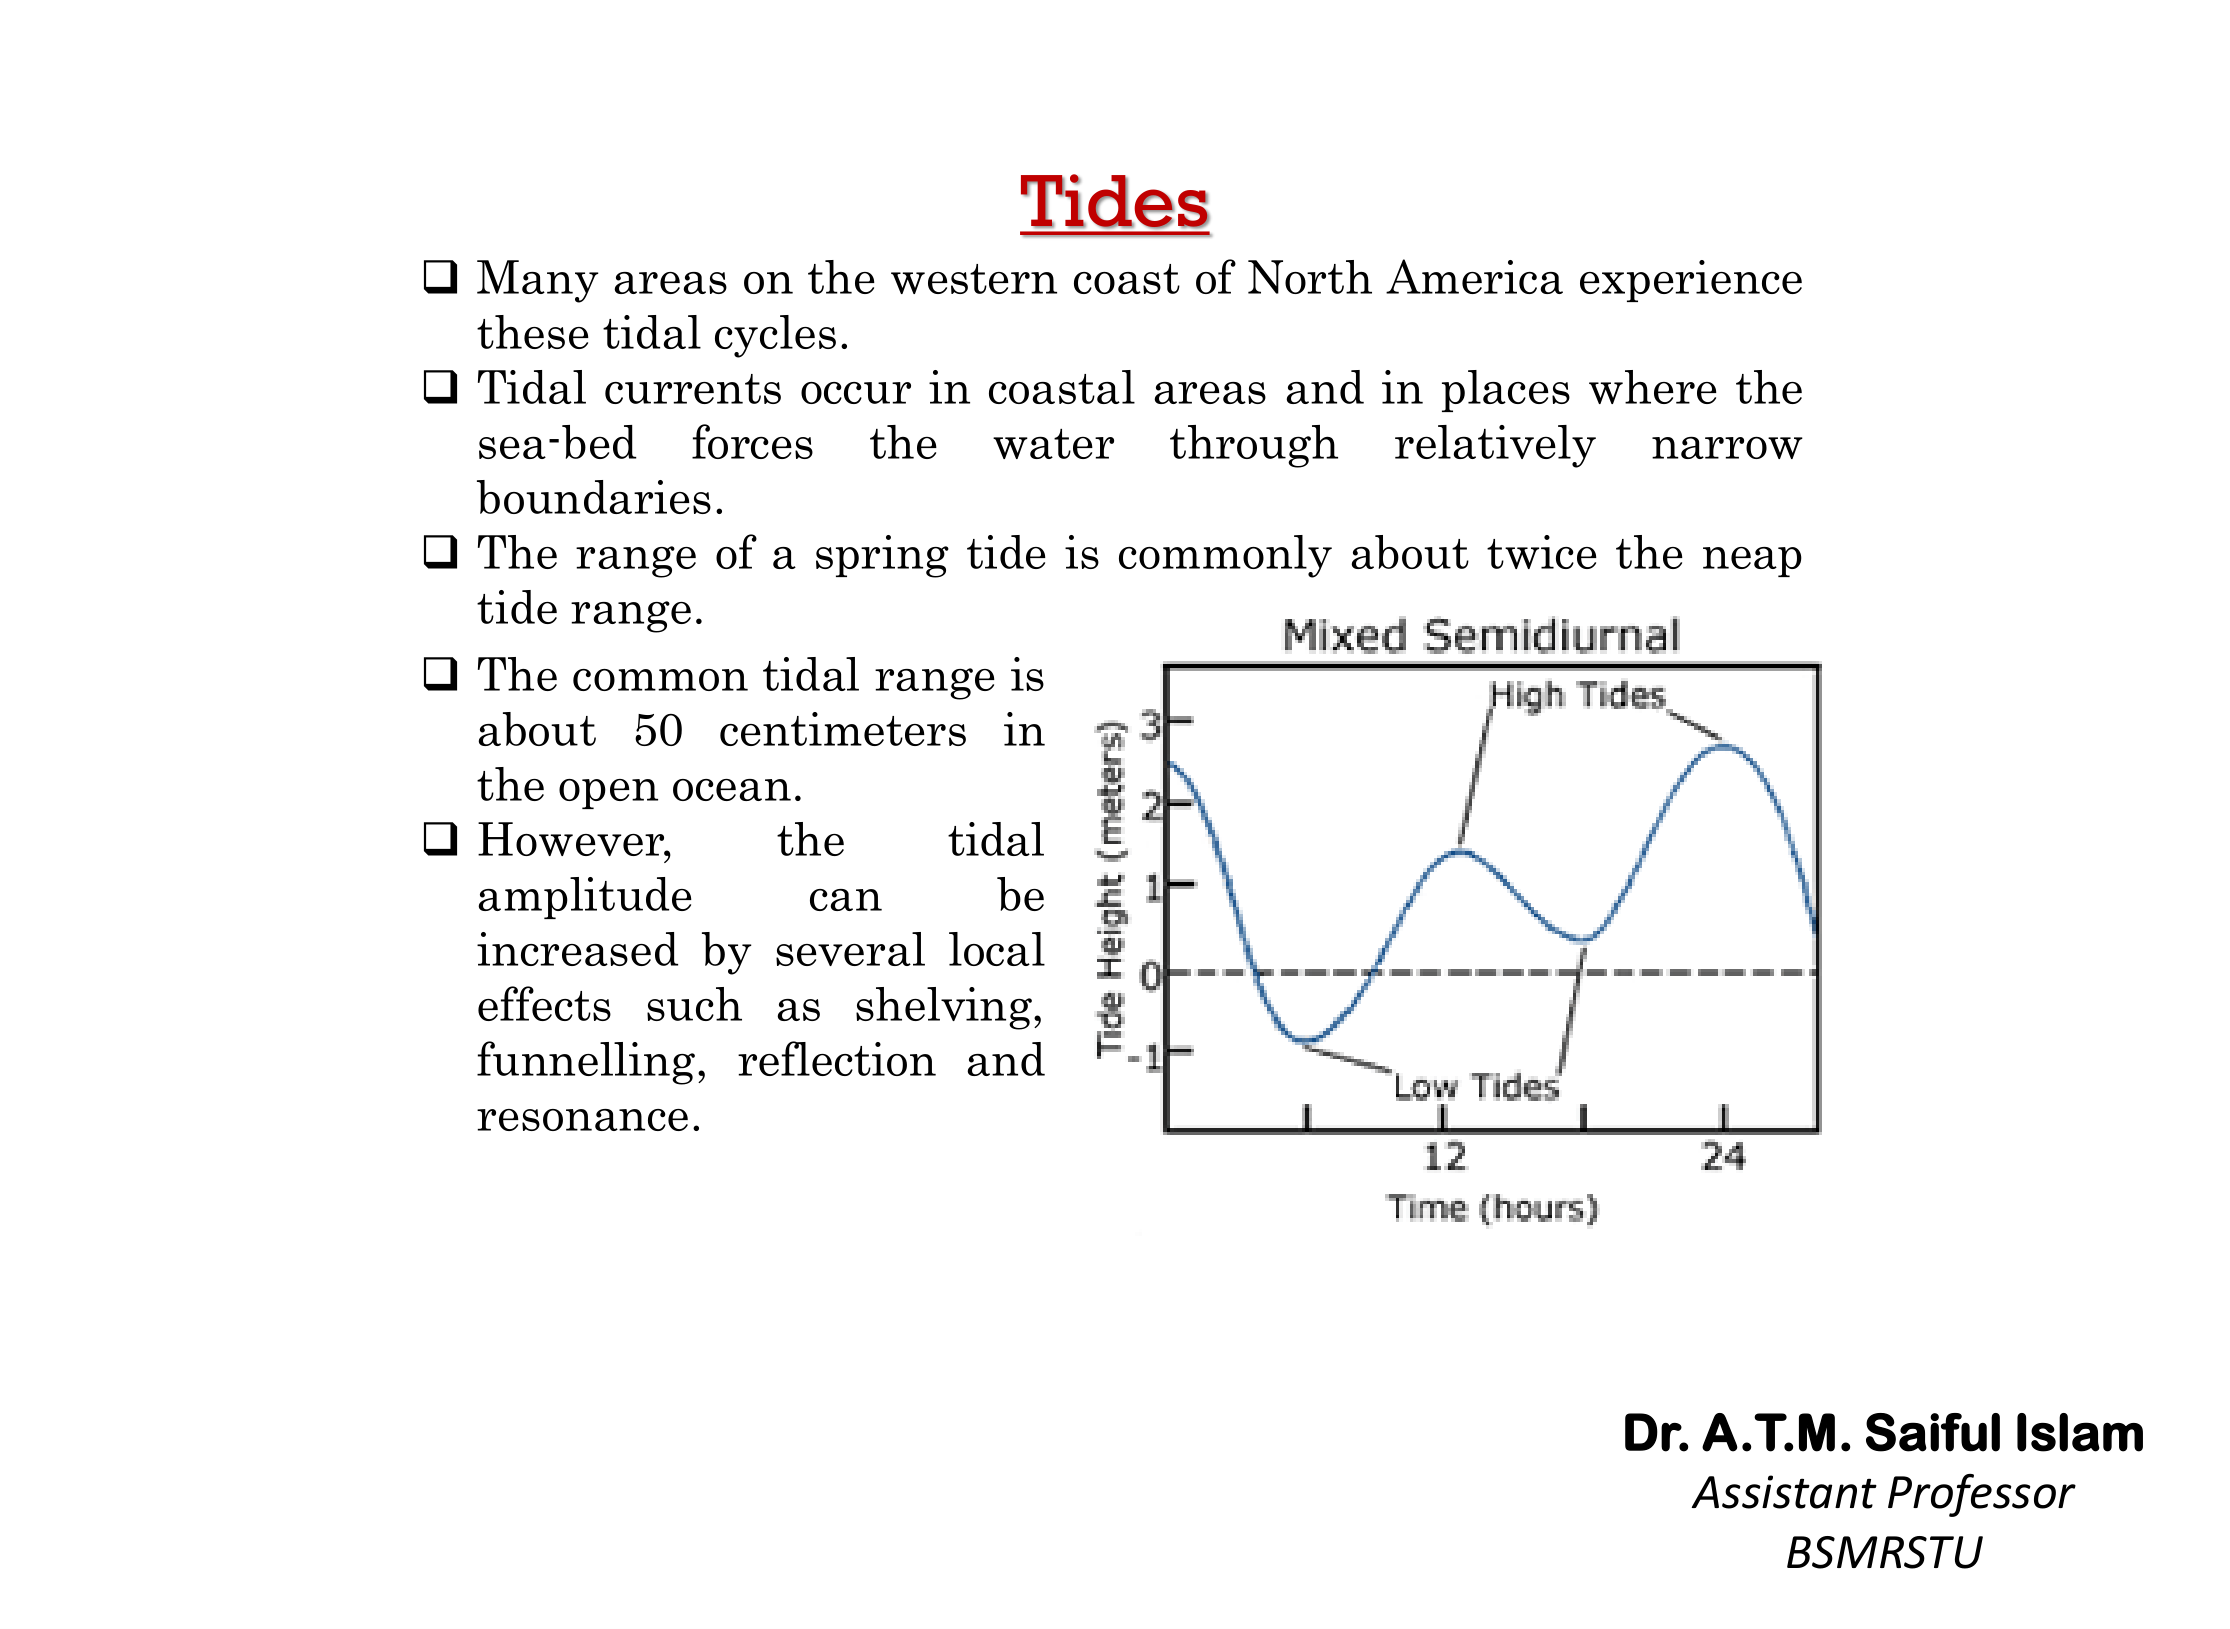 Tides
Many areas on the western coast of North America experience
these tidal cycles.
Tidal currents occur in coastal areas and in places where the
sea-bed forces the water through relatively narrow
boundaries.
The range of a spring tide is commonly about twice the neap
tide range.
The common tidal range is
about 50 centimeters in
the open ocean.
However, the tidal
amplitude can be
increased by several local
effects such as shelving,
funnelling, reflection and
resonance.
Mixed Semidiurnal
High Tides
Tide Height (meters)
3
2
1
0
-1
Low Tides
12 24
Time (hours)
Dr. A.T.M. Saiful Islam
Assistant Professor
BSMRSTU